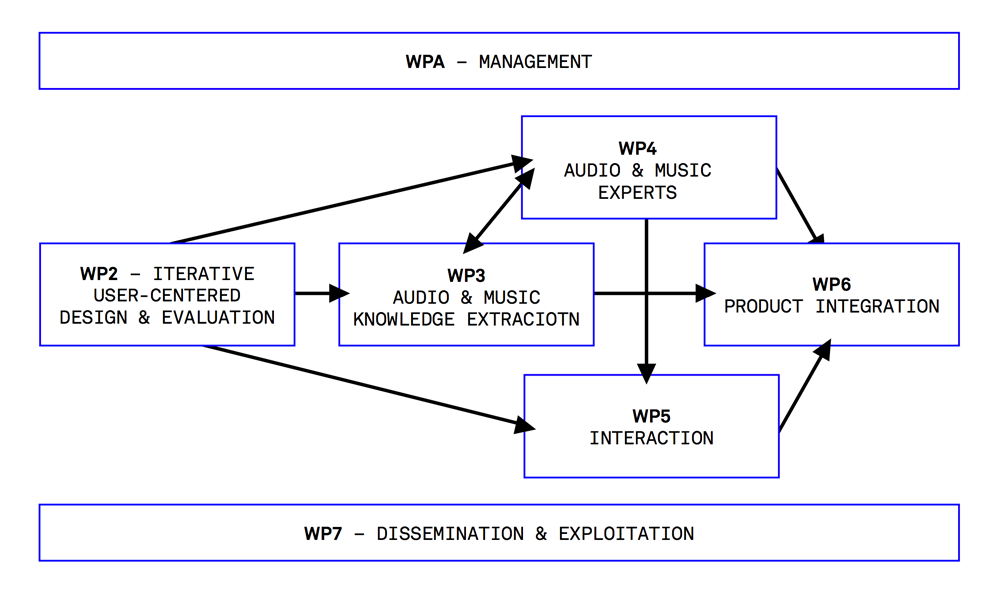 WPA – MANAGEMENT
WP4
AUDIO & MUSIC
EXPERTS
WP2 – ITERATIVE
USER-CENTERED
DESIGN & EVALUATION
WP3
AUDIO & MUSIC
KNOWLEDGE EXTRACIOTN
WP6
PRODUCT INTEGRATION
WP5
INTERACTION
WP7 – DISSEMINATION & EXPLOITATION